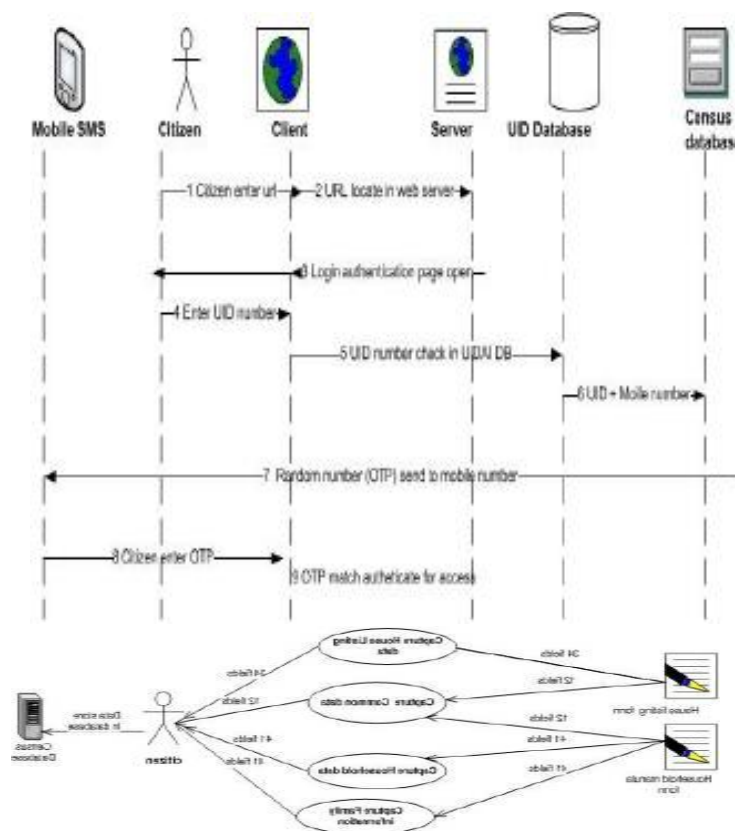 Mobile SMS
Citizen
Client
Server
UID Database
Census
database
1 Citizen enter url
2 URL locate in web server
3 Login authentication page open
4 Enter UID number
5 UID number check in UIDAI DB
6 UID + Moile number
7 Random number (OTP) send to mobile number
8 Citizen enter OTP
9 OTP match autheticate for access
Capture House Listing
data
34 fields
34 fields
12 fields
12 fields
Capture Common data
House listing form
Data store
in database
Census
Database
citizen
12 fields
41 fields
41 fields
Capture Household data
41 fields
41 fields
Household
form
Capture Family
information